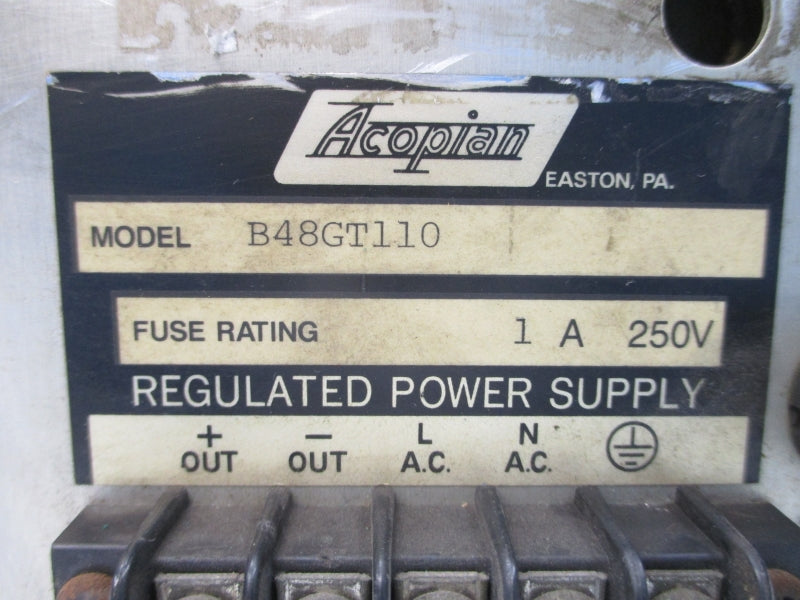 Acopian
EASTON, PA.
MODEL B48GT110
FUSE RATING 1 A 250V
REGULATED POWER SUPPLY
+ − L N
OUT OUT A.C. A.C.